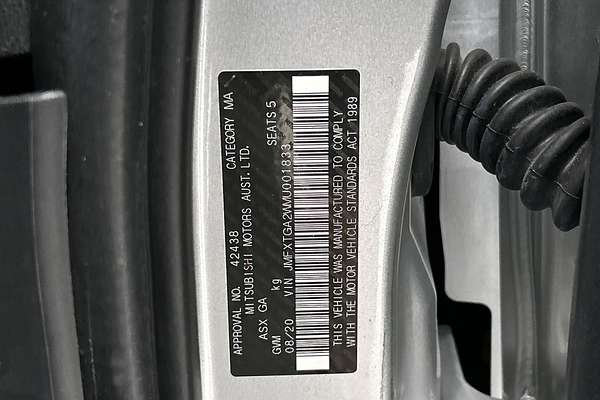 APPROVAL NO. 42438 CATEGORY MA
MITSUBISHI MOTORS AUST. LTD.
ASX GA
GVM kg SEATS 5
08/20 VIN JMFXTGA2WMU001833
THIS VEHICLE WAS MANUFACTURED TO COMPLY
WITH THE MOTOR VEHICLE STANDARDS ACT 1989